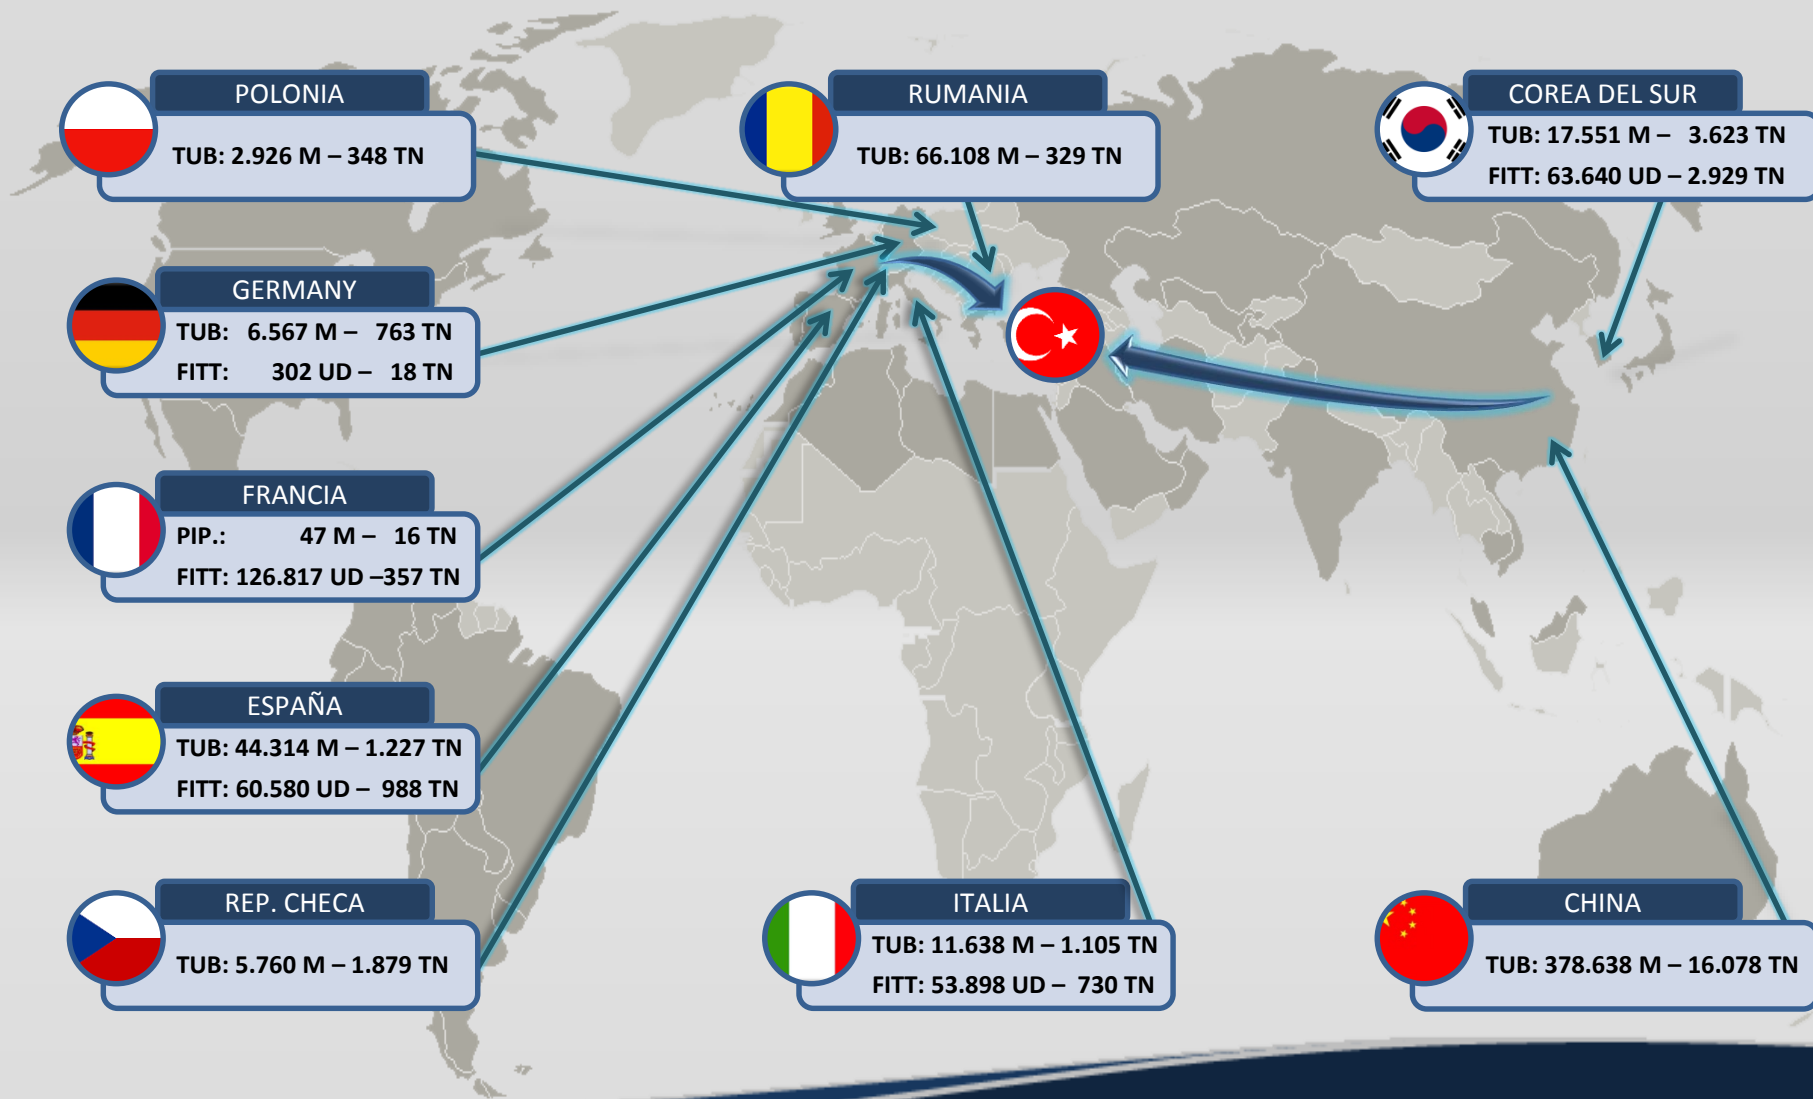 POLONIA
TUB: 2.926 M – 348 TN
RUMANIA
TUB: 66.108 M – 329 TN
COREA DEL SUR
TUB: 17.551 M – 3.623 TN
FITT: 63.640 UD – 2.929 TN
GERMANY
TUB: 6.567 M – 763 TN
FITT: 302 UD – 18 TN
FRANCIA
PIP.: 47 M – 16 TN
FITT: 126.817 UD –357 TN
ESPAÑA
TUB: 44.314 M – 1.227 TN
FITT: 60.580 UD – 988 TN
REP. CHECA
TUB: 5.760 M – 1.879 TN
ITALIA
TUB: 11.638 M – 1.105 TN
FITT: 53.898 UD – 730 TN
CHINA
TUB: 378.638 M – 16.078 TN